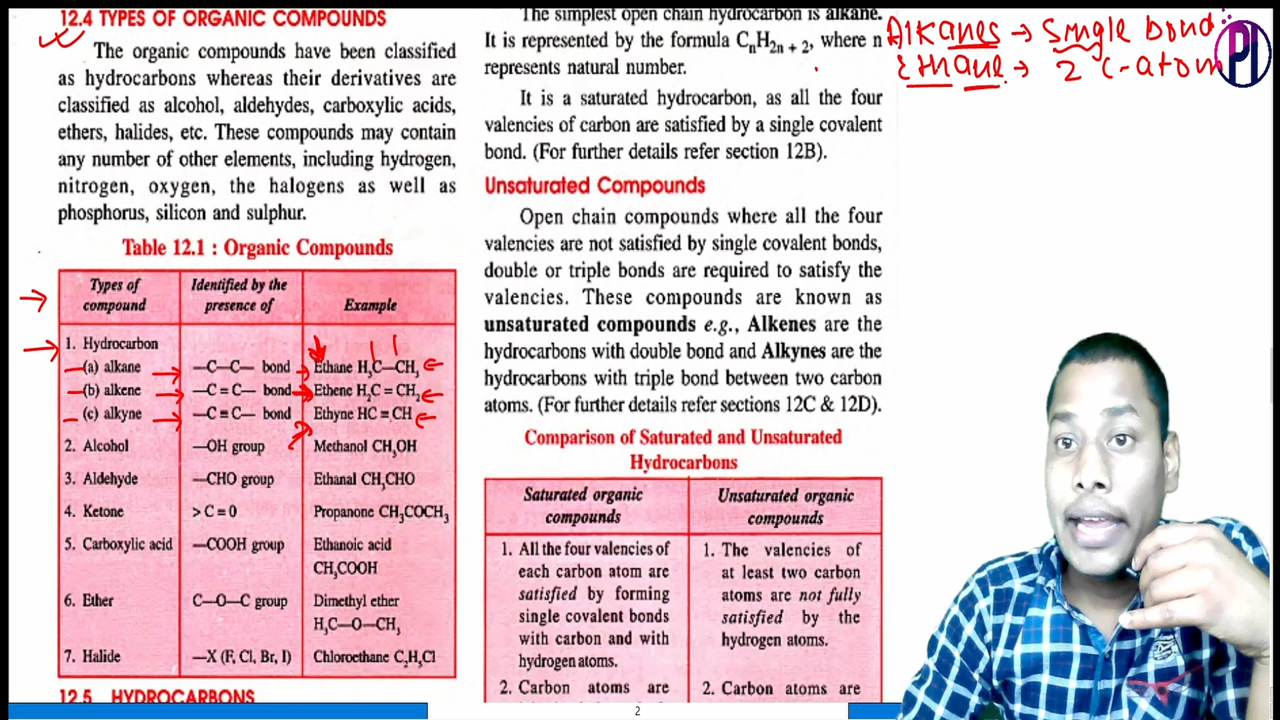 12.4 TYPES OF ORGANIC COMPOUNDS
The organic compounds have been classified
as hydrocarbons whereas their derivatives are
classified as alcohol, aldehydes, carboxylic acids,
ethers, halides, etc. These compounds may contain
any number of other elements, including hydrogen,
nitrogen, oxygen, the halogens as well as
phosphorus, silicon and sulphur.
Table 12.1 : Organic Compounds
Types of compound | Identified by the presence of | Example
1. Hydrocarbon
(a) alkane | —C—C— bond | Ethane H₃C—CH₃
(b) alkene | —C = C— bond | Ethene H₂C = CH₂
(c) alkyne | —C ≡ C— bond | Ethyne HC ≡ CH
2. Alcohol | —OH group | Methanol CH₃OH
3. Aldehyde | —CHO group | Ethanal CH₃CHO
4. Ketone | > C = 0 | Propanone CH₃COCH₃
5. Carboxylic acid | —COOH group | Ethanoic acid
CH₃COOH
6. Ether | C—O—C group | Dimethyl ether
H₃C—O—CH₃
7. Halide | —X (F, Cl, Br, I) | Chloroethane C₂H₅Cl
12.5 HYDROCARBONS
The simplest open chain hydrocarbon is alkane.
It is represented by the formula CₙH₂ₙ ₊ ₂, where n
represents natural number.
It is a saturated hydrocarbon, as all the four
valencies of carbon are satisfied by a single covalent
bond. (For further details refer section 12B).
Unsaturated Compounds
Open chain compounds where all the four
valencies are not satisfied by single covalent bonds,
double or triple bonds are required to satisfy the
valencies. These compounds are known as
unsaturated compounds e.g., Alkenes are the
hydrocarbons with double bond and Alkynes are the
hydrocarbons with triple bond between two carbon
atoms. (For further details refer sections 12C & 12D).
Comparison of Saturated and Unsaturated
Hydrocarbons
Saturated organic compounds | Unsaturated organic compounds
1. All the four valencies of
each carbon atom are
satisfied by forming
single covalent bonds
with carbon and with
hydrogen atoms.
2. Carbon atoms are
1. The valencies of
at least two carbon
atoms are not fully
satisfied by the
hydrogen atoms.
2. Carbon atoms are
Alkanes → Single bond
Ethane → 2 C-atom
PI
2